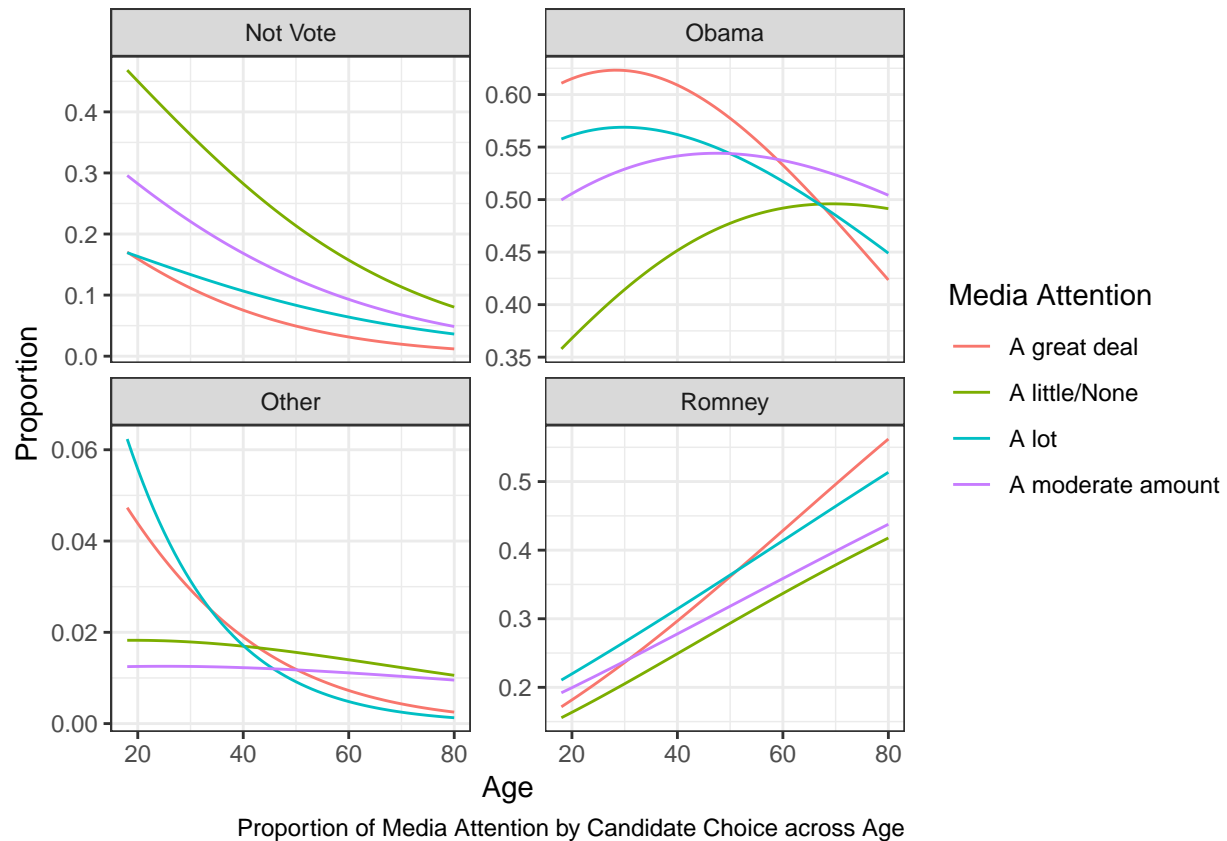 Not Vote
Obama
0.4
0.3
0.2
0.1
0.0
0.60
0.55
0.50
0.45
0.40
0.35
Other
Romney
0.06
0.04
0.02
0.00
0.5
0.4
0.3
0.2
20 40 60 80
20 40 60 80
Proportion
Age
Media Attention
A great deal
A little/None
A lot
A moderate amount
Proportion of Media Attention by Candidate Choice across Age